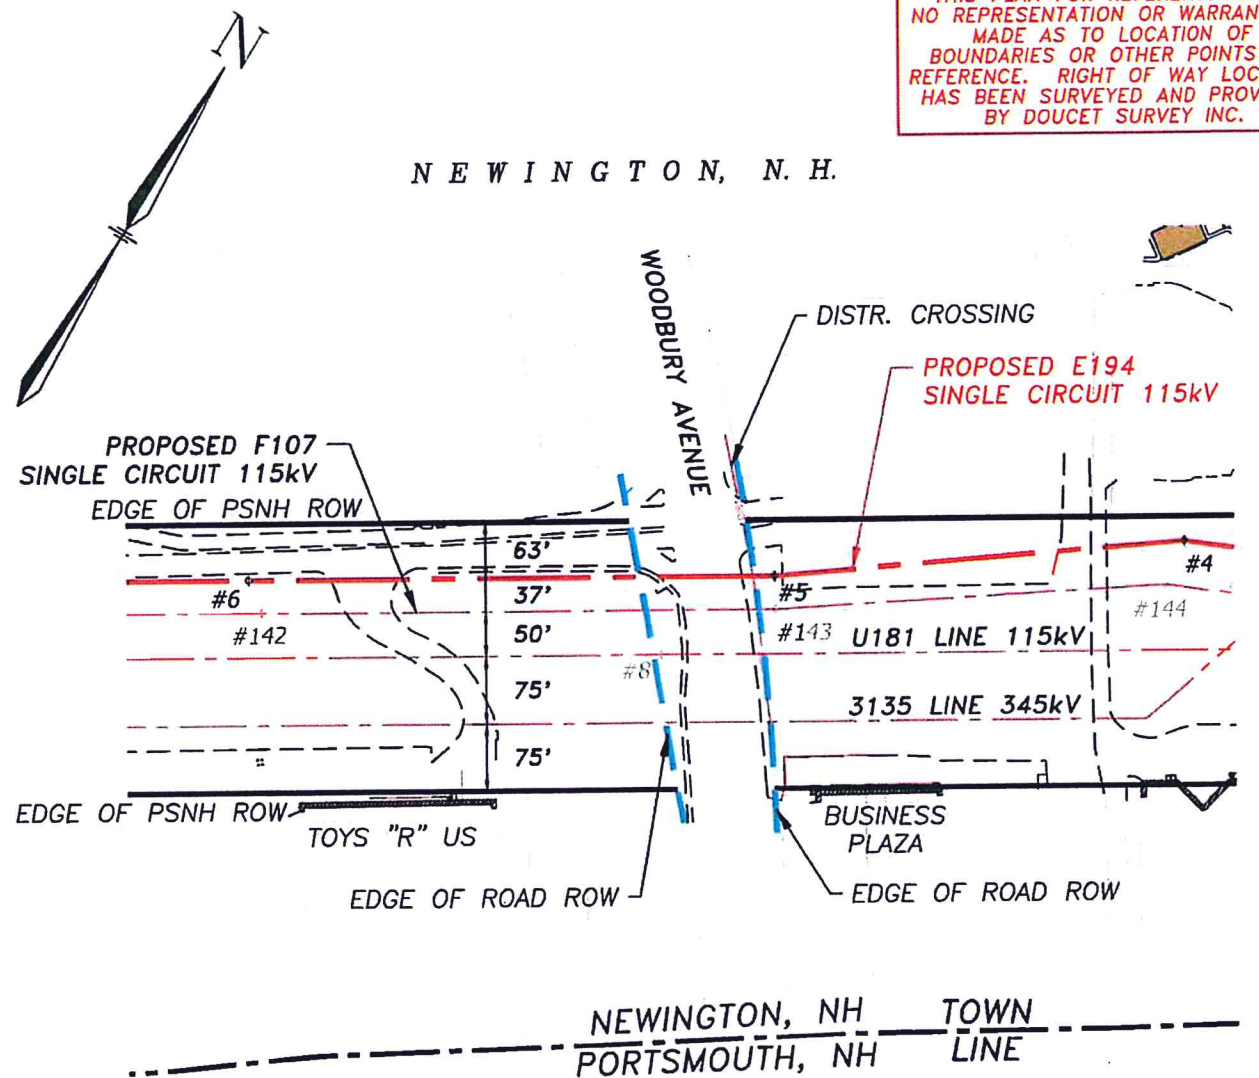 N
NO REPRESENTATION OR WARRAN
MADE AS TO LOCATION OF
BOUNDARIES OR OTHER POINTS
REFERENCE. RIGHT OF WAY LOC
HAS BEEN SURVEYED AND PROV
BY DOUCET SURVEY INC.
NEWINGTON, N.H.
WOODBURY AVENUE
DISTR. CROSSING
PROPOSED E194
SINGLE CIRCUIT 115kV
PROPOSED F107
SINGLE CIRCUIT 115kV
EDGE OF PSNH ROW
63'
37'
50'
75'
75'
#6
#5
#4
#142
#143
#144
#8
U181 LINE 115kV
3135 LINE 345kV
EDGE OF PSNH ROW
TOYS "R" US
BUSINESS
PLAZA
EDGE OF ROAD ROW
EDGE OF ROAD ROW
NEWINGTON, NH TOWN
PORTSMOUTH, NH LINE